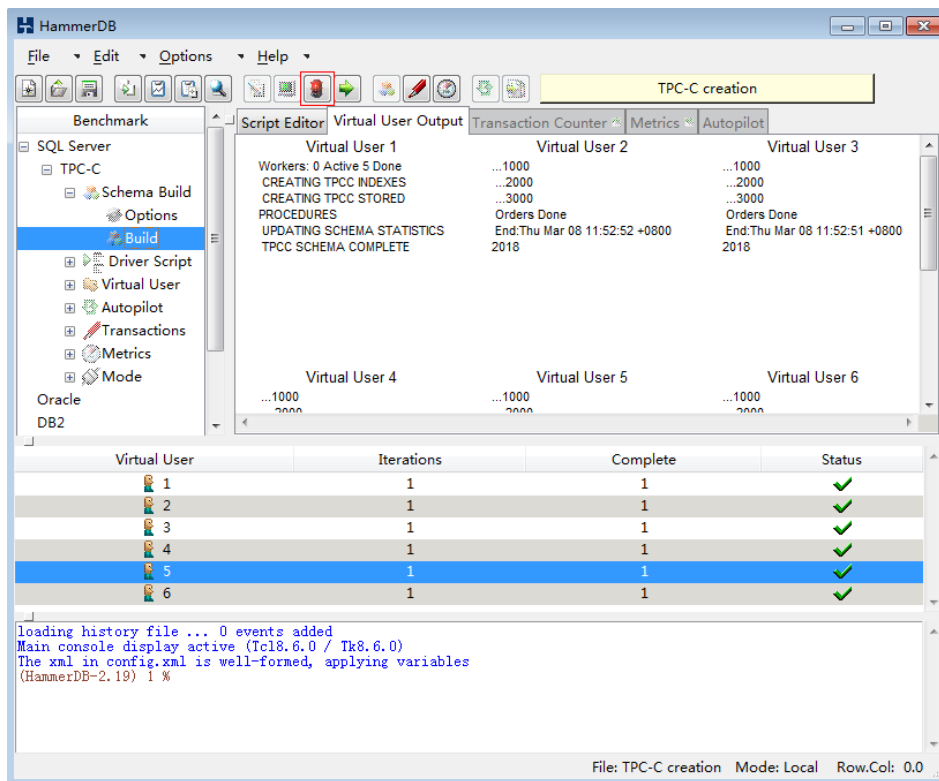 HammerDB
File Edit Options Help
TPC-C creation
Benchmark
SQL Server
TPC-C
Schema Build
Options
Build
Driver Script
Virtual User
Autopilot
Transactions
Metrics
Mode
Oracle
DB2
Script Editor Virtual User Output Transaction Counter Metrics Autopilot
Virtual User 1 Virtual User 2 Virtual User 3
Workers: 0 Active 5 Done ...1000 ...1000
CREATING TPCC INDEXES ...2000 ...2000
CREATING TPCC STORED ...3000 ...3000
PROCEDURES Orders Done Orders Done
UPDATING SCHEMA STATISTICS End:Thu Mar 08 11:52:52 +0800 End:Thu Mar 08 11:52:51 +0800
TPCC SCHEMA COMPLETE 2018 2018
Virtual User 4 Virtual User 5 Virtual User 6
...1000 ...1000 ...1000
...2000 ...2000 ...2000
Virtual User Iterations Complete Status
1 1 1
2 1 1
3 1 1
4 1 1
5 1 1
6 1 1
loading history file ... 0 events added
Main console display active (Tcl8.6.0 / Tk8.6.0)
The xml in config.xml is well-formed, applying variables
(HammerDB-2.19) 1 %
File: TPC-C creation Mode: Local Row.Col: 0.0